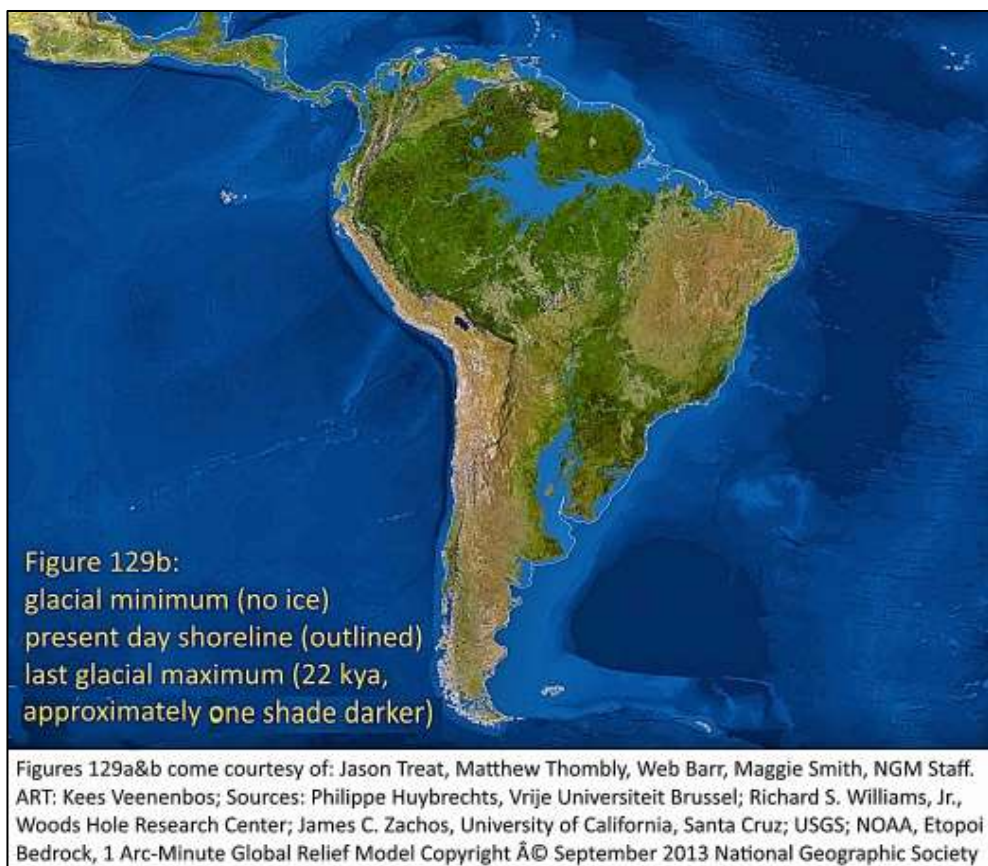 Figure 129b:
glacial minimum (no ice)
present day shoreline (outlined)
last glacial maximum (22 kya,
approximately one shade darker)
Figures 129a&b come courtesy of: Jason Treat, Matthew Thombly, Web Barr, Maggie Smith, NGM Staff.
ART: Kees Veenenbos; Sources: Philippe Huybrechts, Vrije Universiteit Brussel; Richard S. Williams, Jr.,
Woods Hole Research Center; James C. Zachos, University of California, Santa Cruz; USGS; NOAA, Etopoi
Bedrock, 1 Arc-Minute Global Relief Model Copyright Â© September 2013 National Geographic Society